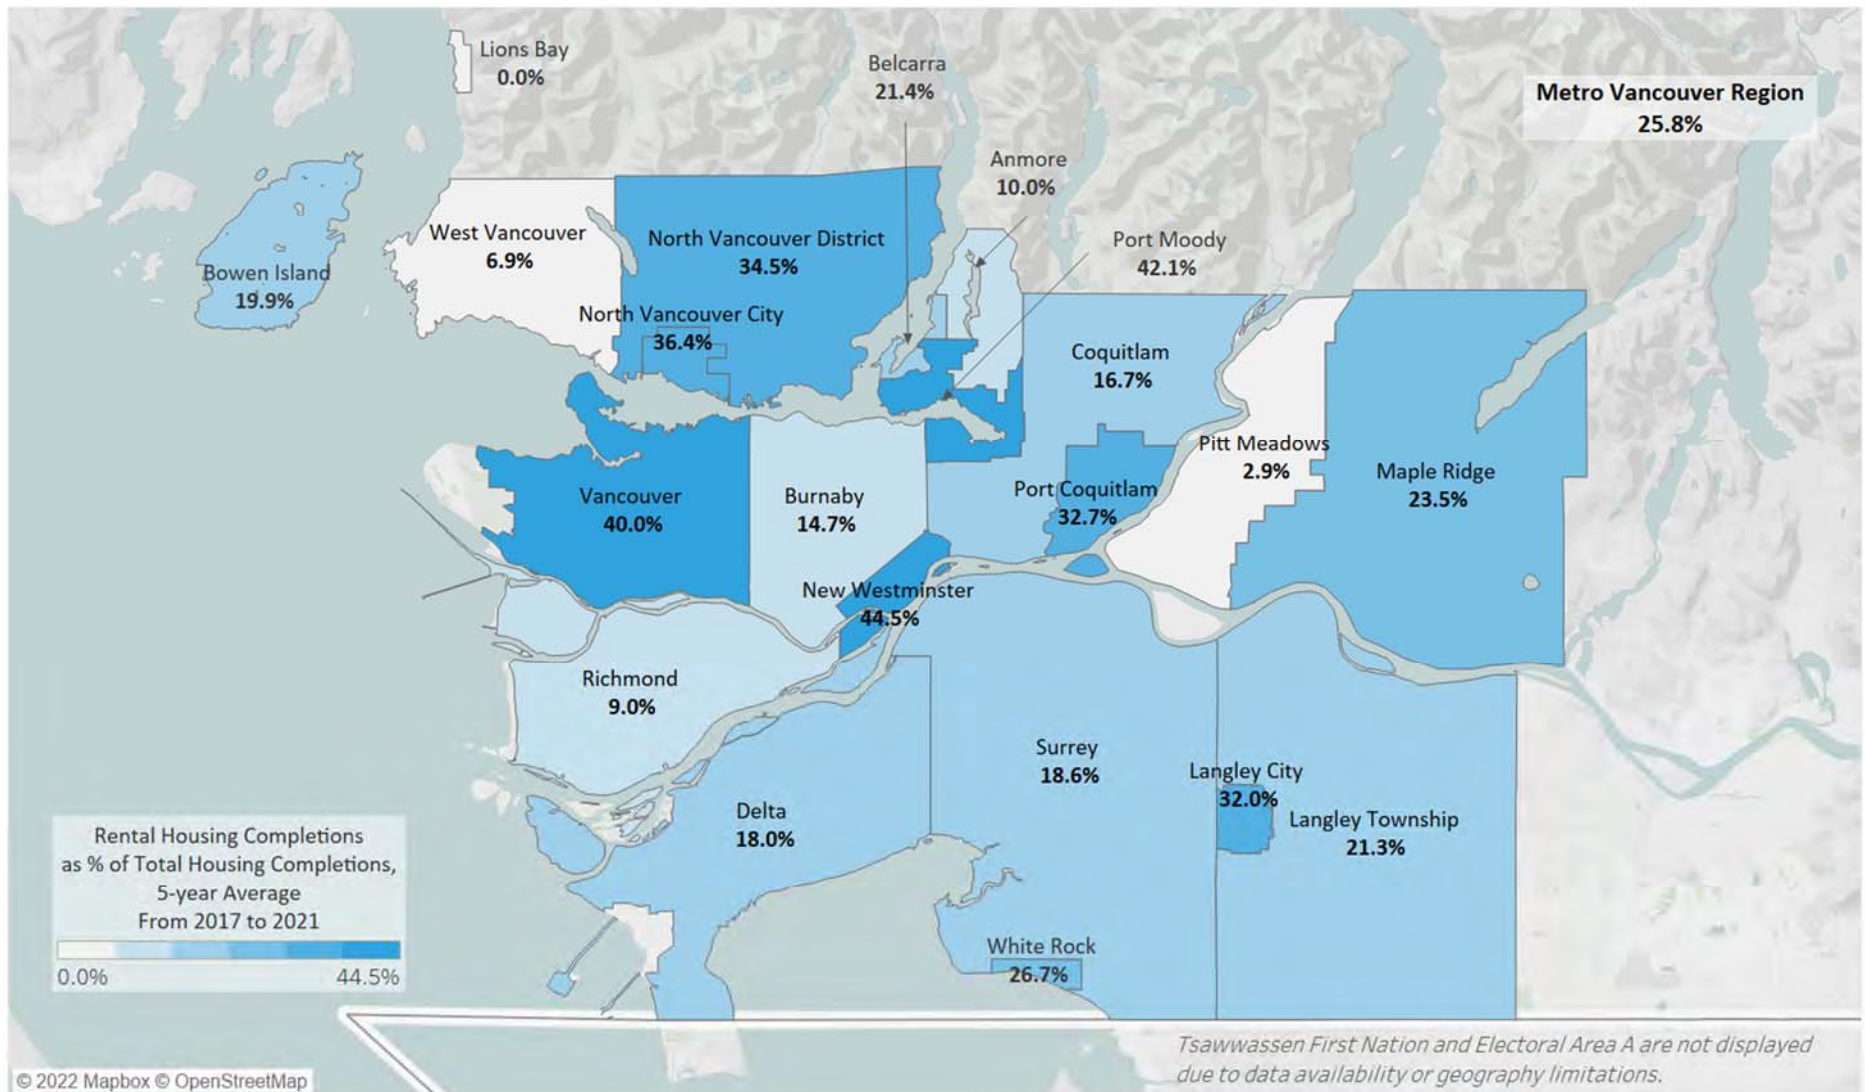 Lions Bay
0.0%
Belcarra
21.4%
Metro Vancouver Region
25.8%
Anmore
10.0%
West Vancouver
6.9%
North Vancouver District
34.5%
Port Moody
42.1%
Bowen Island
19.9%
North Vancouver City
36.4%
Coquitlam
16.7%
Pitt Meadows
2.9%
Maple Ridge
23.5%
Vancouver
40.0%
Burnaby
14.7%
Port Coquitlam
32.7%
New Westminster
44.5%
Richmond
9.0%
Surrey
18.6%
Langley City
32.0%
Langley Township
21.3%
Delta
18.0%
White Rock
26.7%
Rental Housing Completions
as % of Total Housing Completions,
5-year Average
From 2017 to 2021
0.0%
44.5%
Tsawwassen First Nation and Electoral Area A are not displayed
due to data availability or geography limitations.
© 2022 Mapbox © OpenStreetMap